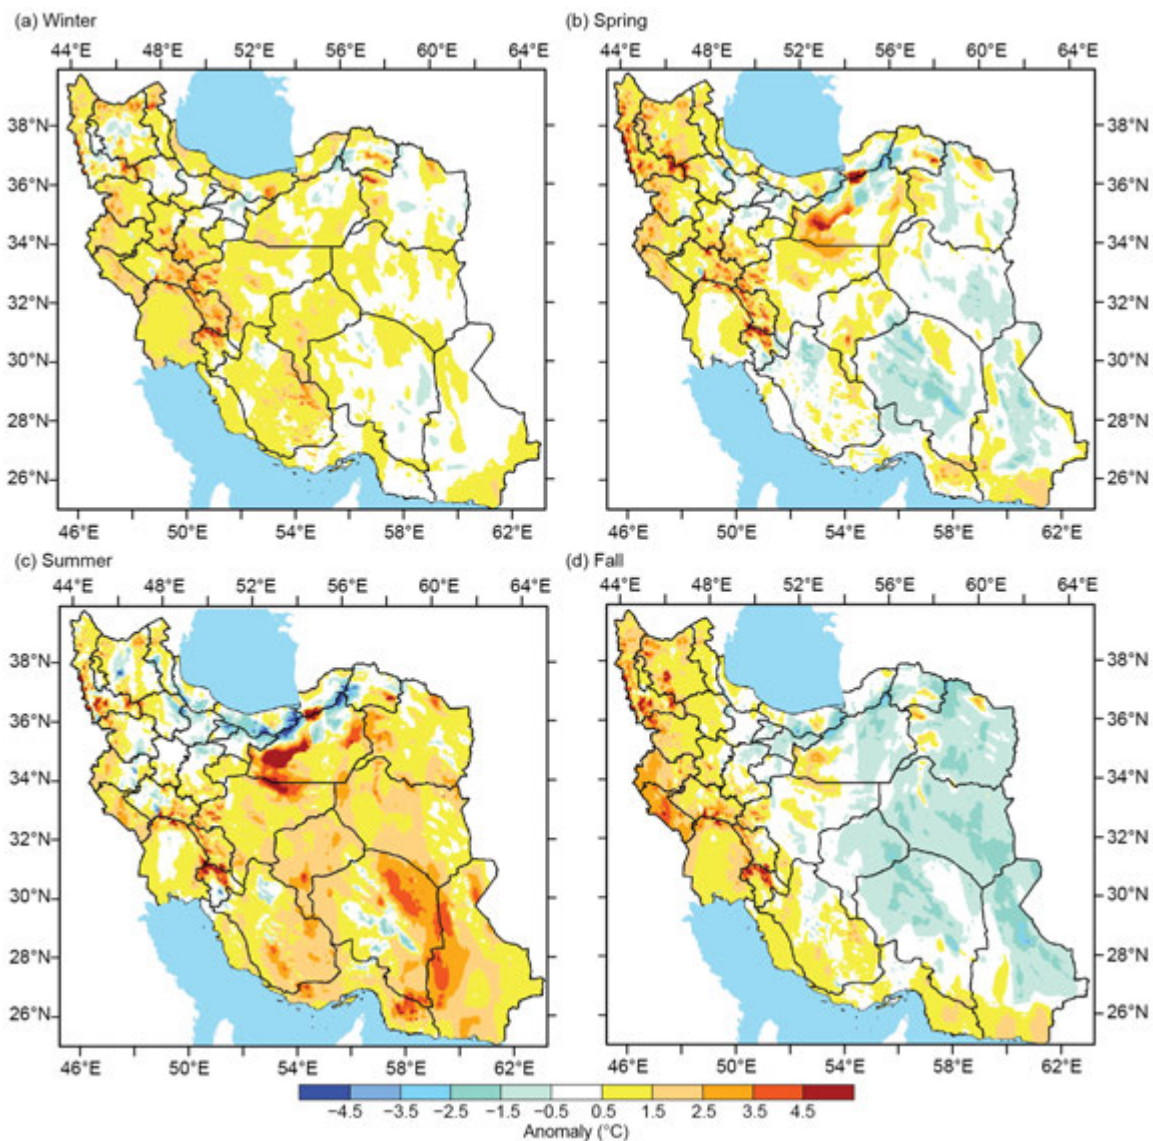 (a) Winter
(b) Spring
44°E 48°E 52°E 56°E 60°E 64°E
44°E 48°E 52°E 56°E 60°E 64°E
38°N
38°N
36°N
36°N
34°N
34°N
32°N
32°N
30°N
30°N
28°N
28°N
26°N
26°N
46°E 50°E 54°E 58°E 62°E
46°E 50°E 54°E 58°E 62°E
(c) Summer
(d) Fall
44°E 48°E 52°E 56°E 60°E 64°E
44°E 48°E 52°E 56°E 60°E 64°E
38°N
38°N
36°N
36°N
34°N
34°N
32°N
32°N
30°N
30°N
28°N
28°N
26°N
26°N
46°E 50°E 54°E 58°E 62°E
46°E 50°E 54°E 58°E 62°E
−4.5 −3.5 −2.5 −1.5 −0.5 0.5 1.5 2.5 3.5 4.5
Anomaly (°C)